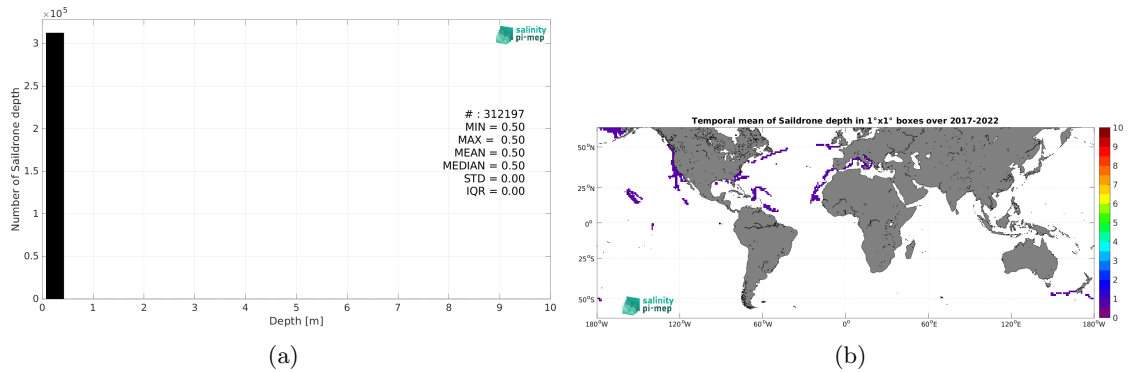 ×10⁵
3
2.5
2
1.5
1
0.5
0
Number of Saildrone depth
salinity
pi-mep
# : 312197
MIN = 0.50
MAX = 0.50
MEAN = 0.50
MEDIAN = 0.50
STD = 0.00
IQR = 0.00
0 1 2 3 4 5 6 7 8 9 10
Depth [m]
(a)
Temporal mean of Saildrone depth in 1°x1° boxes over 2017-2022
50°N
25°N
0°
25°S
50°S
salinity
pi-mep
180°W 120°W 60°W 0° 60°E 120°E 180°W
10
9
8
7
6
5
4
3
2
1
0
(b)